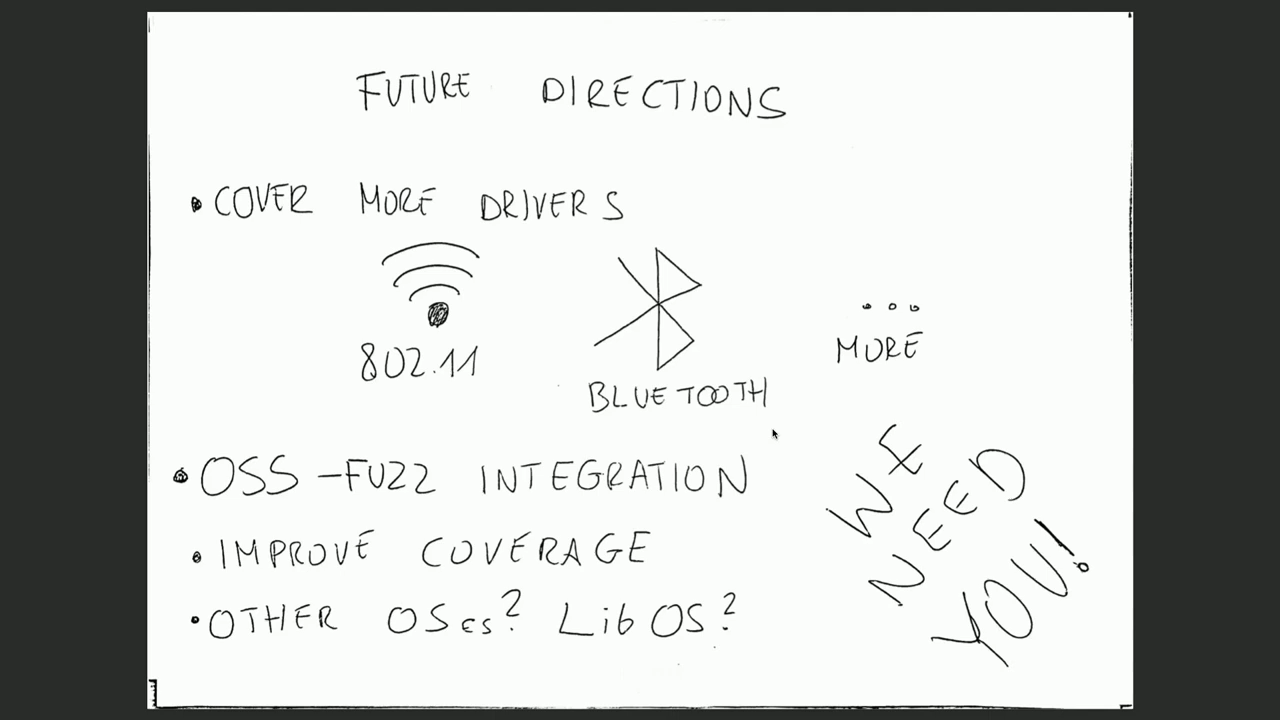 FUTURE DIRECTIONS
• COVER MORE DRIVERS
802.11
BLUETOOTH
...
MORE
• OSS-FUZZ INTEGRATION
• IMPROVE COVERAGE
• OTHER OSes? LibOS?
WE
NEED
YOU!